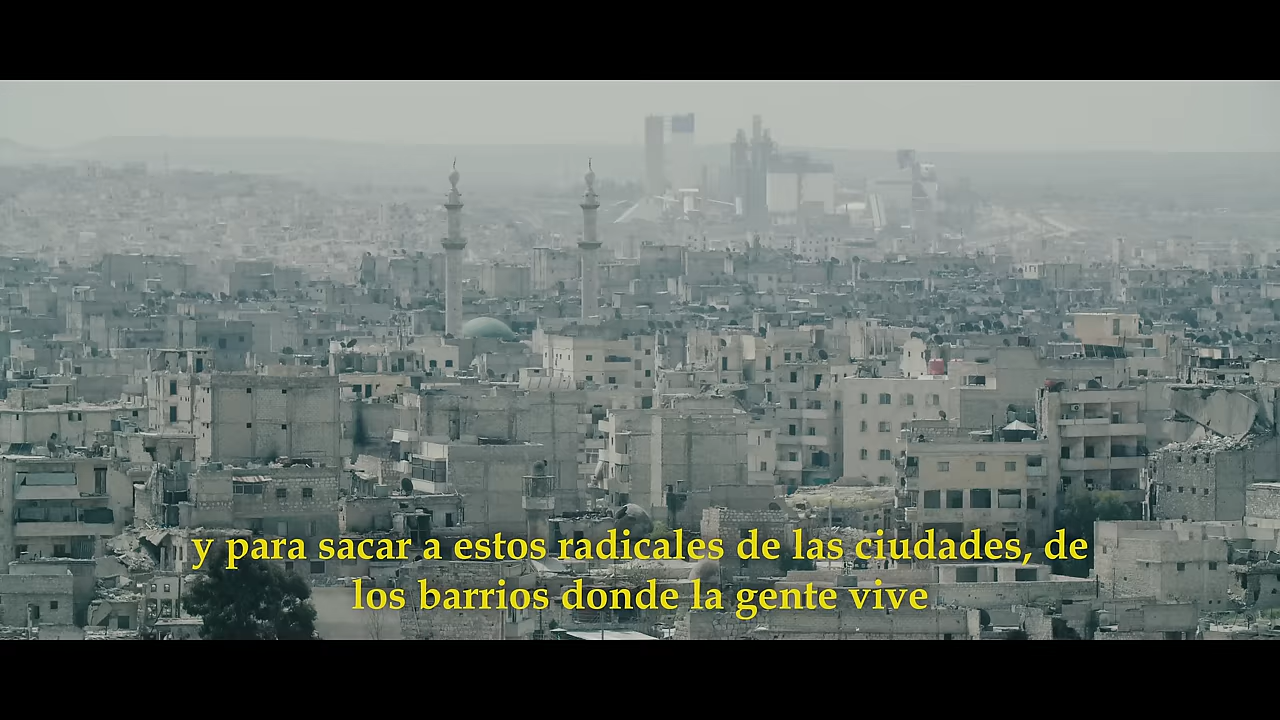 y para sacar a estos radicales de las ciudades, de
los barrios donde la gente vive